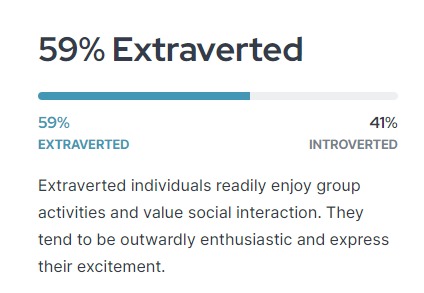 59% Extraverted
59% 41%
EXTRAVERTED INTROVERTED
Extraverted individuals readily enjoy group
activities and value social interaction. They
tend to be outwardly enthusiastic and express
their excitement.